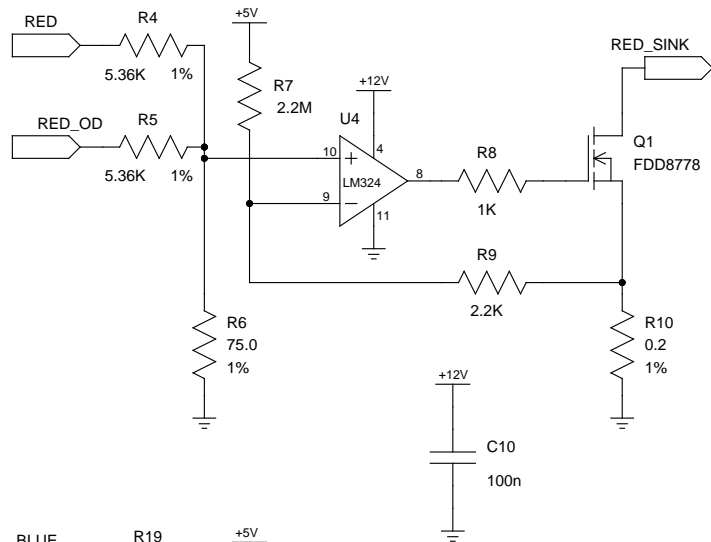 RED
R4
5.36K 1%
RED_OD
R5
5.36K 1%
+5V
R7
2.2M
+12V
U4
10
4
LM324
8
9
11
R8
1K
RED_SINK
Q1
FDD8778
R9
2.2K
R6
75.0
1%
R10
0.2
1%
+12V
C10
100n
BLUE
R19
+5V